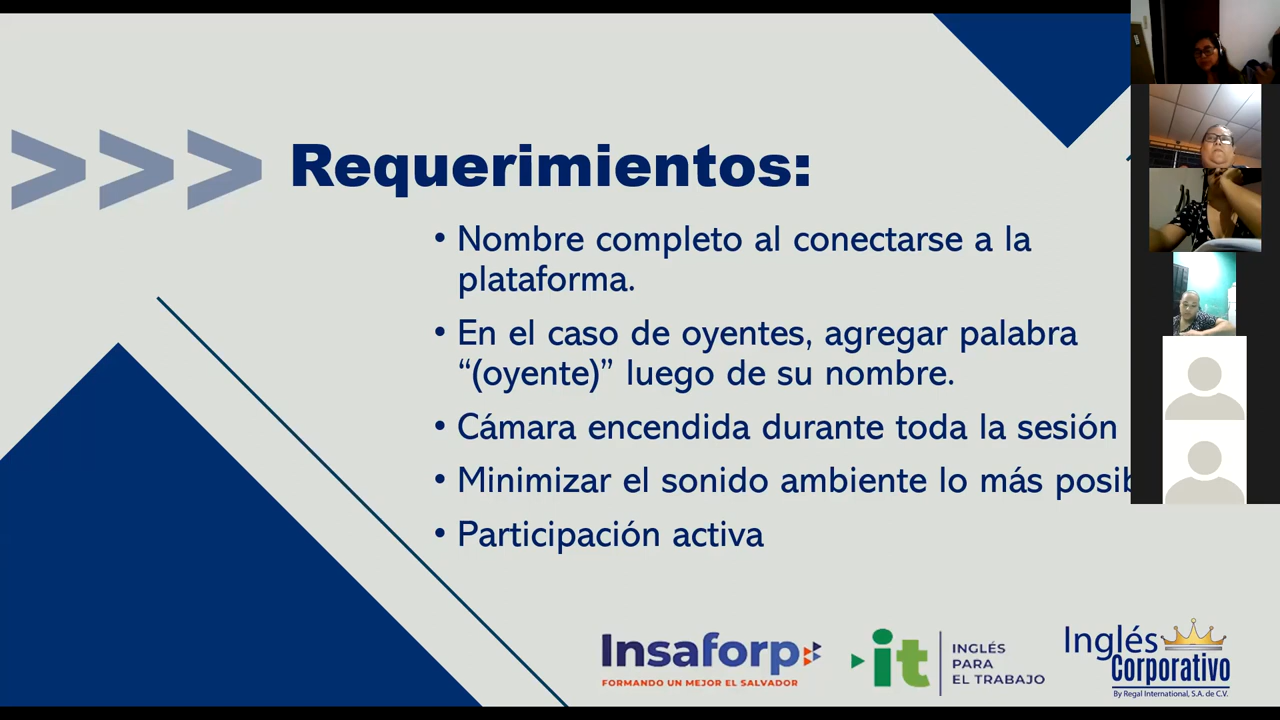 >>> Requerimientos:
• Nombre completo al conectarse a la
plataforma.
• En el caso de oyentes, agregar palabra
“(oyente)” luego de su nombre.
• Cámara encendida durante toda la sesión
• Minimizar el sonido ambiente lo más posib
• Participación activa
Insaforp
FORMANDO UN MEJOR EL SALVADOR
it
INGLÉS
PARA
EL TRABAJO
Inglés
Corporativo
By Regal International, S.A. de C.V.